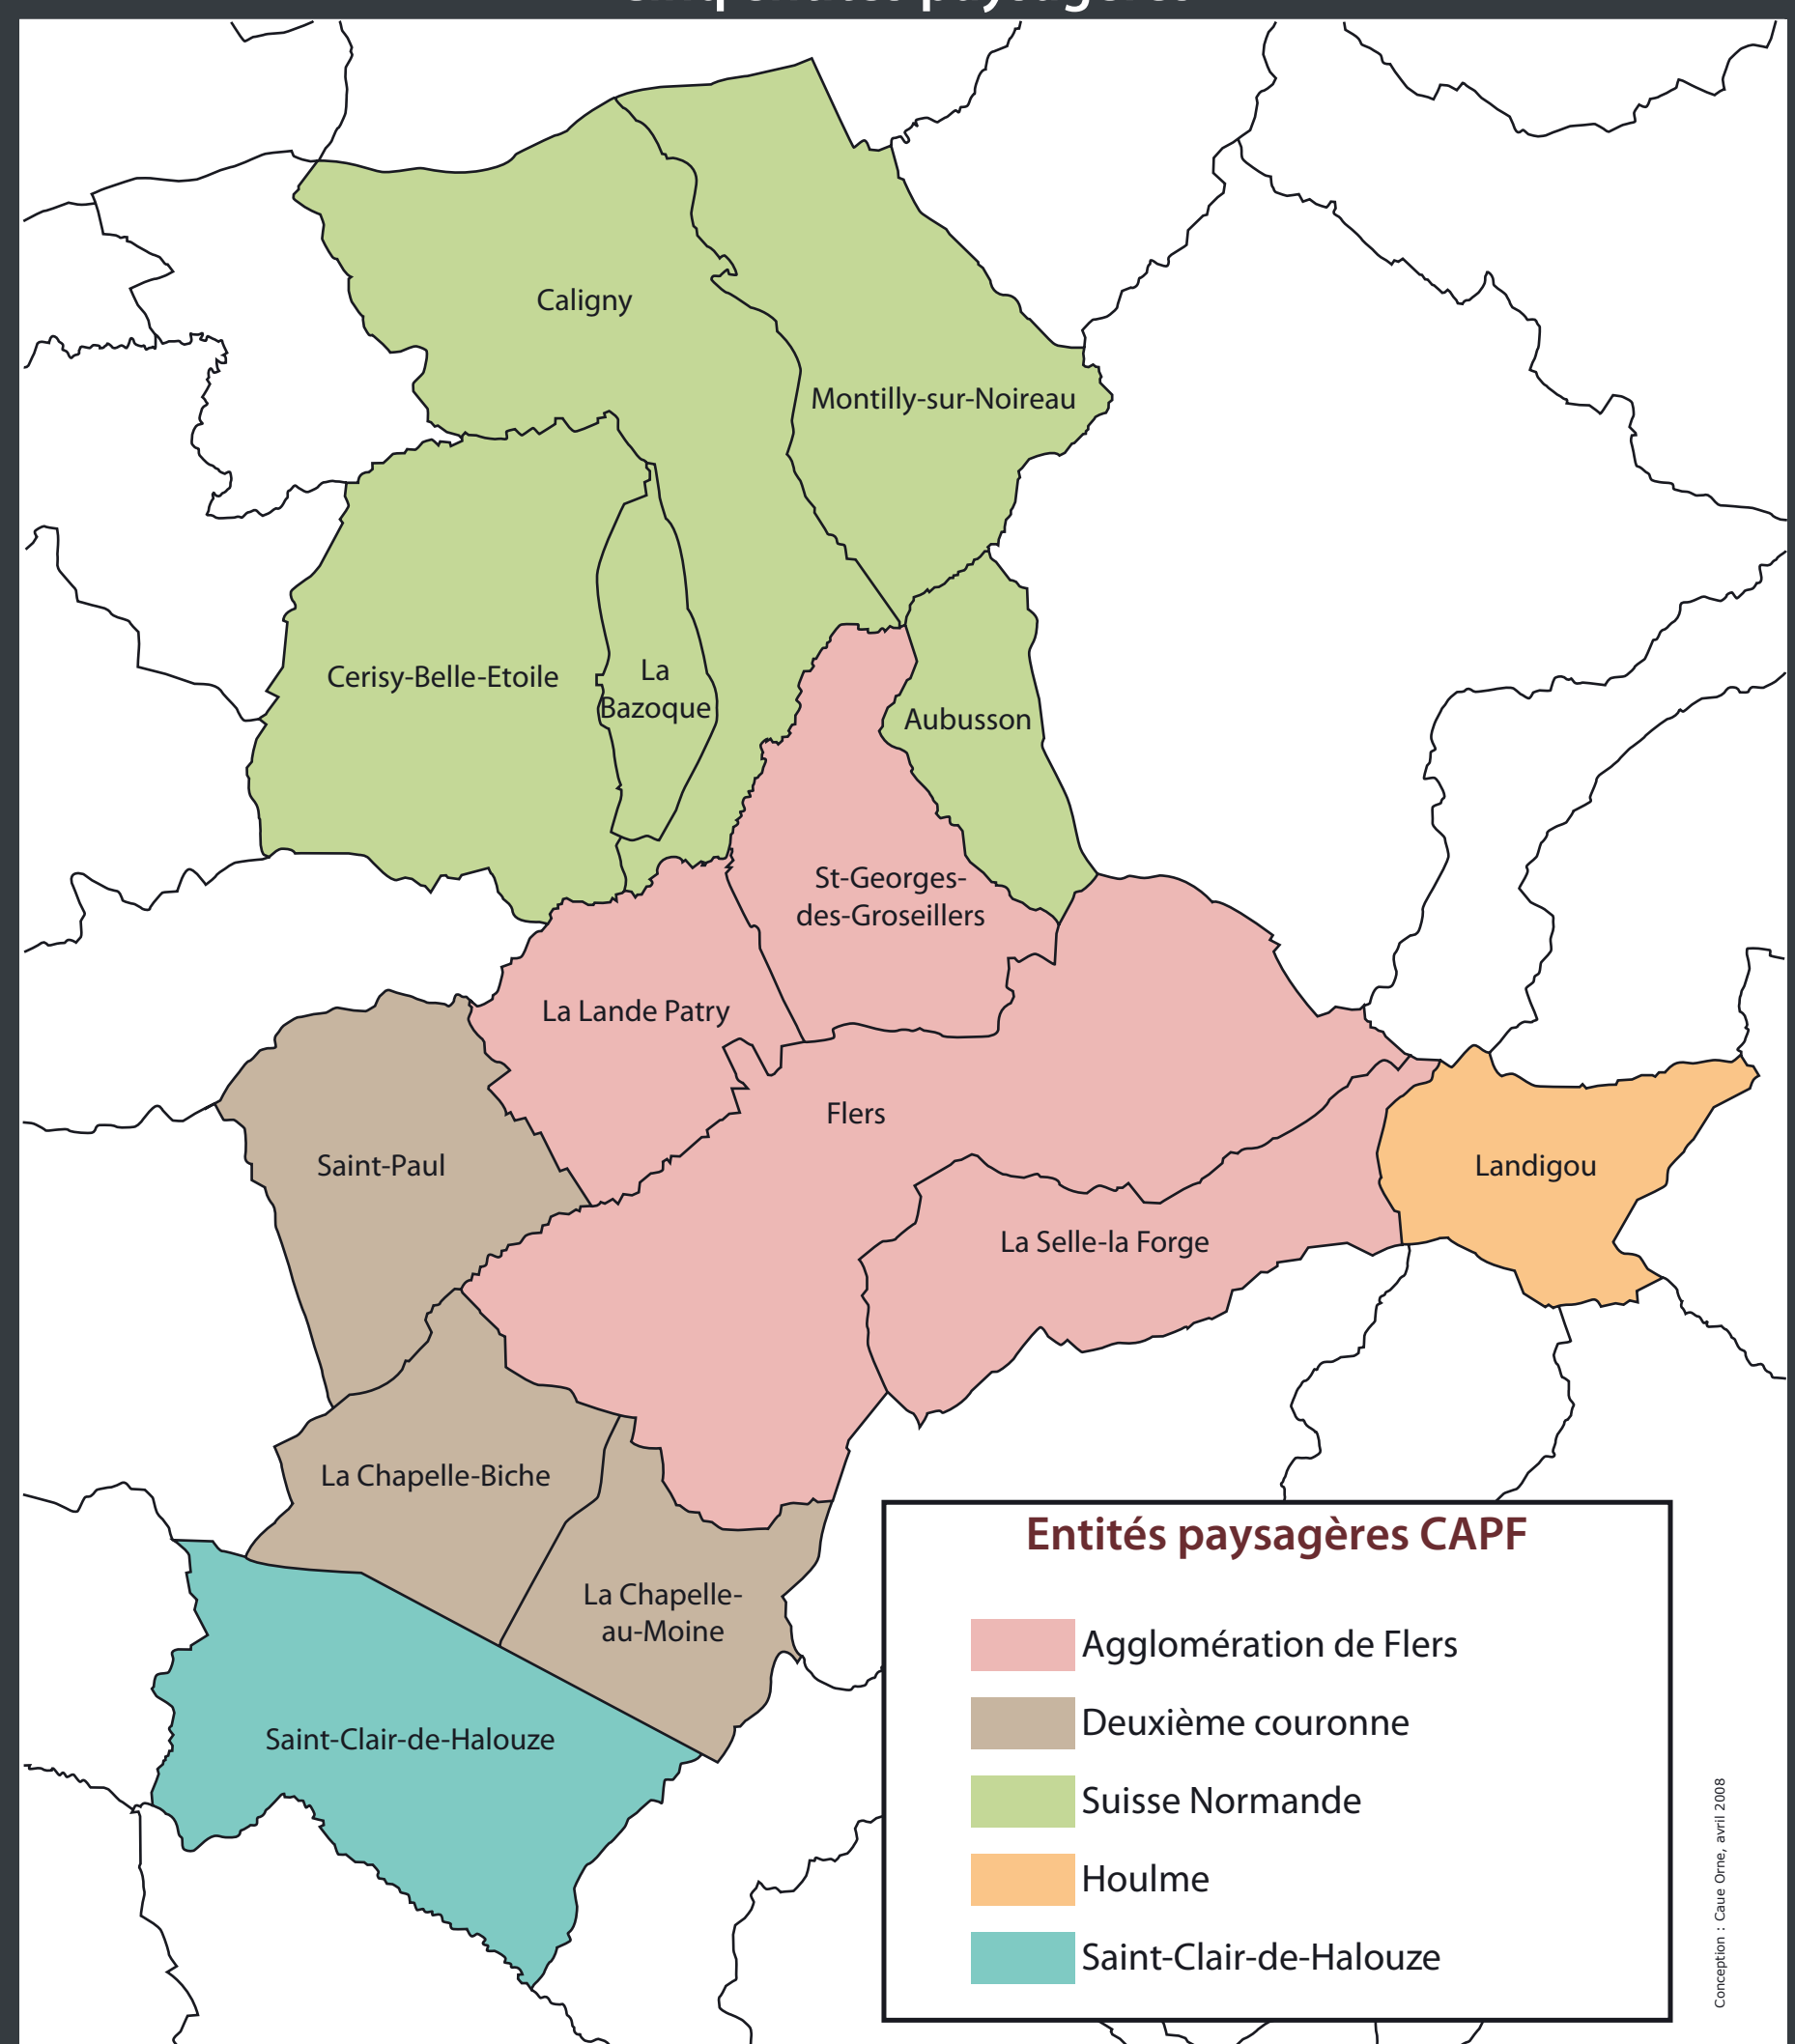 Caligny
Montilly-sur-Noireau
Cerisy-Belle-Etoile
La
Bazoque
Aubusson
St-Georges-
des-Groseillers
La Lande Patry
Flers
Saint-Paul
Landigou
La Selle-la Forge
La Chapelle-Biche
La Chapelle-
au-Moine
Saint-Clair-de-Halouze
Entités paysagères CAPF
Agglomération de Flers
Deuxième couronne
Suisse Normande
Houlme
Saint-Clair-de-Halouze
Conception : Caue Orne, avril 2008